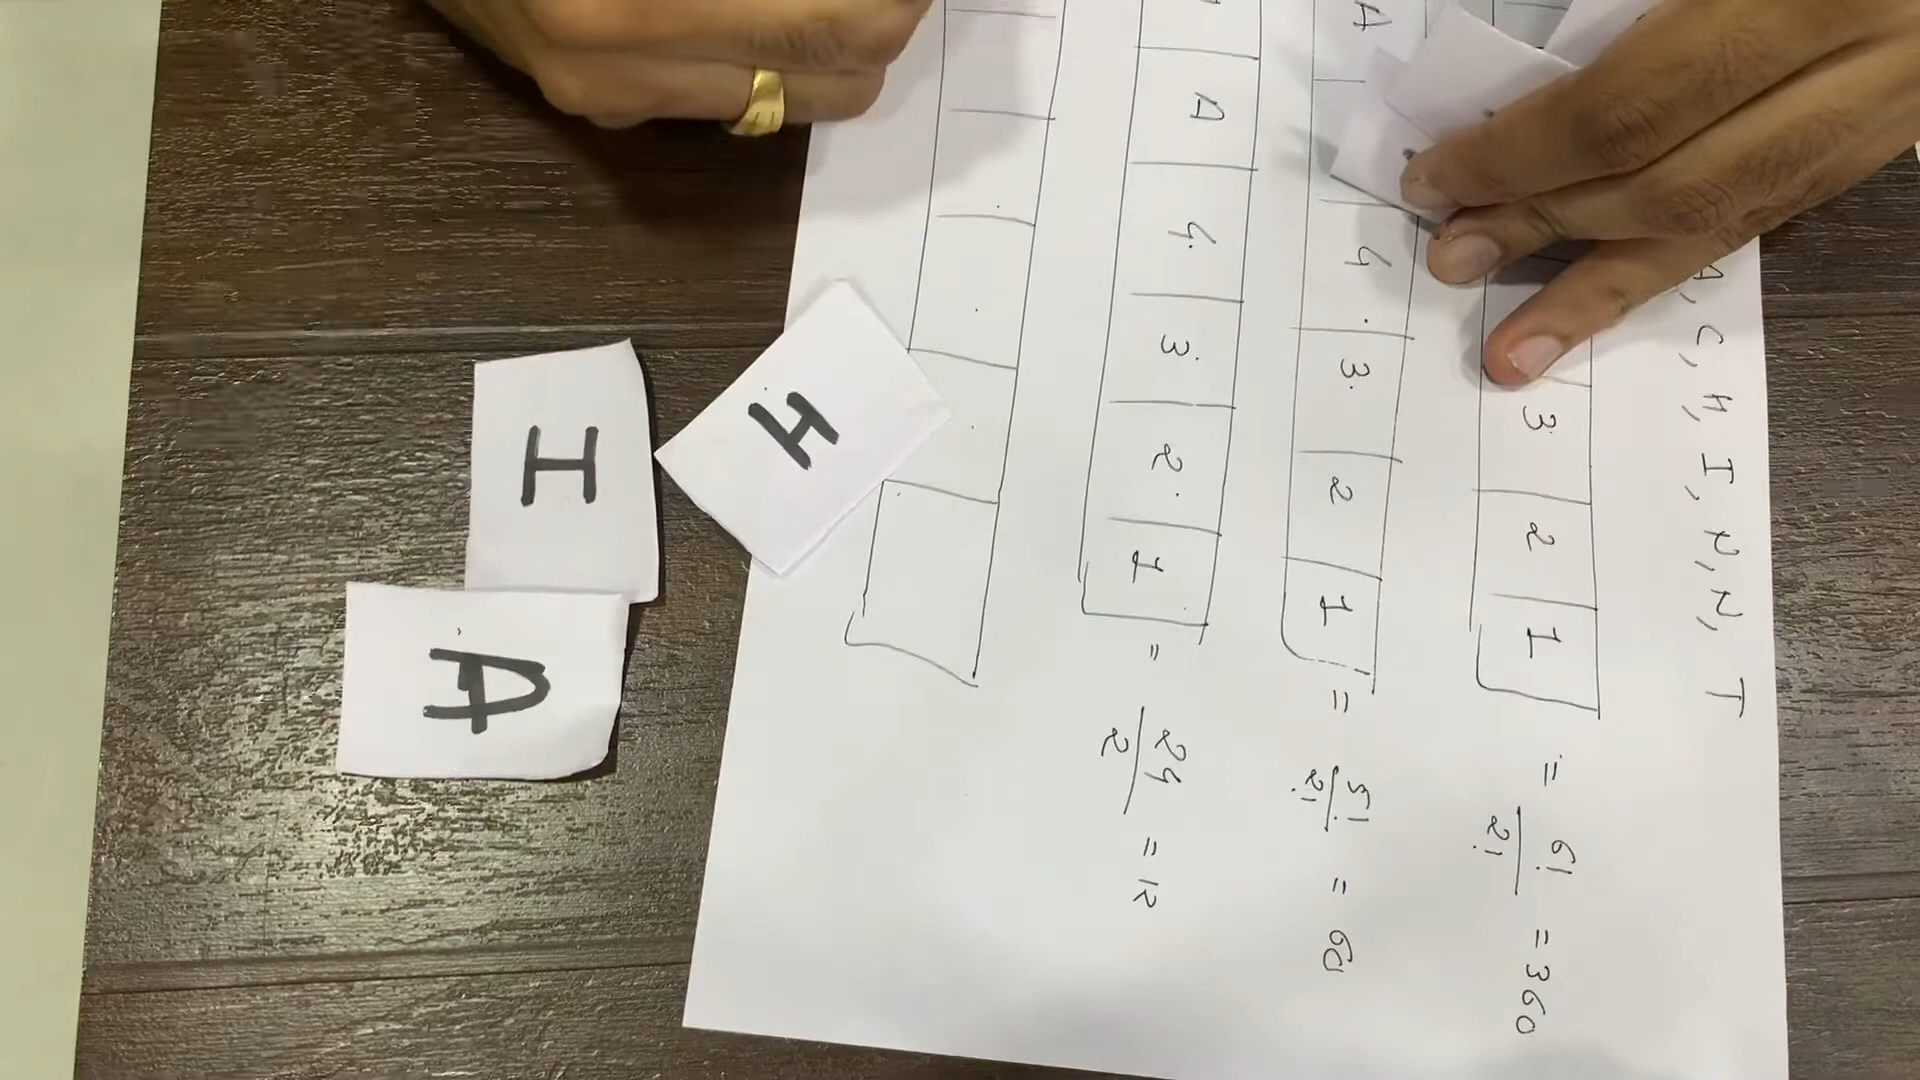 A, C, H, I, N, N, T
3 2 1 = 6!/2! = 360
A 4 3 2 1 = 5!/2! = 60
A 4 3 2 1 = 24/2 = 12
H
I
A